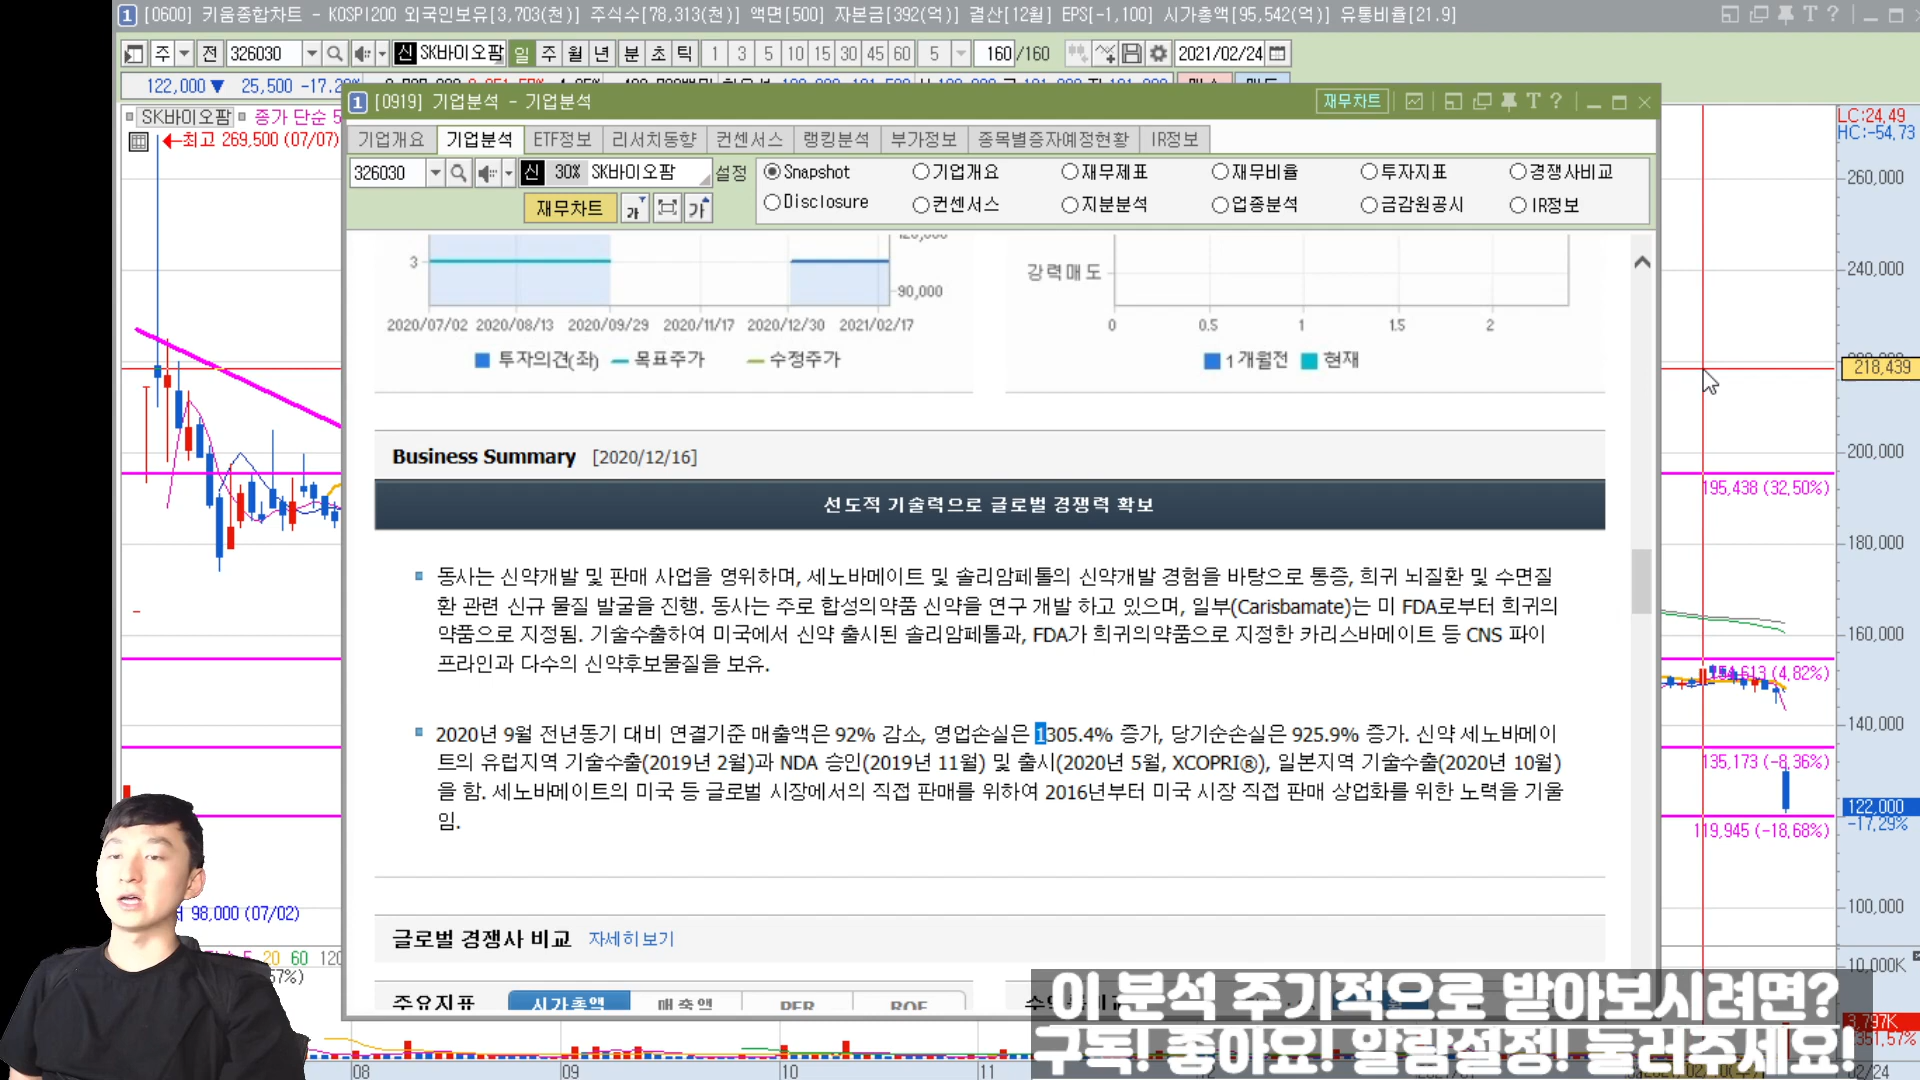 1 [0600] 키움종합차트 - KOSPI200 외국인보유[3,703(천)] 주식수[78,313(천)] 액면[500] 자본금[392(억)] 결산[12월] EPS[-1,100] 시가총액[95,542(억)] 유통비율[21.9]
주 전 326030 신 SK바이오팜 일 주 월 년 분 초 틱 1 3 5 10 15 30 45 60 5 160 /160 2021/02/24
122,000 ▼ 25,500
1 [0919] 기업분석 - 기업분석 재무차트
SK바이오팜 종가 단순 5
LC:24,49
HC:-54,73
최고 269,500 (07/07)
기업개요 기업분석 ETF정보 리서치동향 컨센서스 랭킹분석 부가정보 종목별증자예정현황 IR정보
326030 신 30% SK바이오팜 설정 Snapshot 기업개요 재무제표 재무비율 투자지표 경쟁사비교
재무차트 가 가 Disclosure 컨센서스 지분분석 업종분석 금감원공시 IR정보
260,000
240,000
218,439
200,000
195,438 (32,50%)
180,000
160,000
154,613 (4,82%)
140,000
135,173 (-8,36%)
122,000
-17,29%
119,945 (-18,68%)
100,000
10,000K
3 90,000
2020/07/02 2020/08/13 2020/09/29 2020/11/17 2020/12/30 2021/02/17
투자의견(좌) 목표주가 수정주가
강력매도
0 0.5 1 1.5 2
1개월전 현재
Business Summary [2020/12/16]
선도적 기술력으로 글로벌 경쟁력 확보
동사는 신약개발 및 판매 사업을 영위하며, 세노바메이트 및 솔리암페톨의 신약개발 경험을 바탕으로 통증, 희귀 뇌질환 및 수면질
환 관련 신규 물질 발굴을 진행. 동사는 주로 합성의약품 신약을 연구 개발 하고 있으며, 일부(Carisbamate)는 미 FDA로부터 희귀의
약품으로 지정됨. 기술수출하여 미국에서 신약 출시된 솔리암페톨과, FDA가 희귀의약품으로 지정한 카리스바메이트 등 CNS 파이
프라인과 다수의 신약후보물질을 보유.
2020년 9월 전년동기 대비 연결기준 매출액은 92% 감소, 영업손실은 1305.4% 증가, 당기순손실은 925.9% 증가. 신약 세노바메이
트의 유럽지역 기술수출(2019년 2월)과 NDA 승인(2019년 11월) 및 출시(2020년 5월, XCOPRI®), 일본지역 기술수출(2020년 10월)
을 함. 세노바메이트의 미국 등 글로벌 시장에서의 직접 판매를 위하여 2016년부터 미국 시장 직접 판매 상업화를 위한 노력을 기울
임.
98,000 (07/02)
5 20 60 120
글로벌 경쟁사 비교 자세히보기
주요지표 시가총액 매출액 PER ROE
이 분석 주기적으로 받아보시려면?
구독! 좋아요! 알람설정! 눌러주세요!
3,797K
08 09 10 11